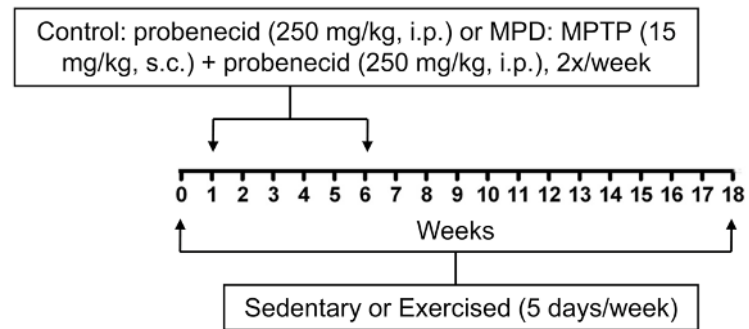 Control: probenecid (250 mg/kg, i.p.) or MPD: MPTP (15
mg/kg, s.c.) + probenecid (250 mg/kg, i.p.), 2x/week
0 1 2 3 4 5 6 7 8 9 10 11 12 13 14 15 16 17 18
Weeks
Sedentary or Exercised (5 days/week)